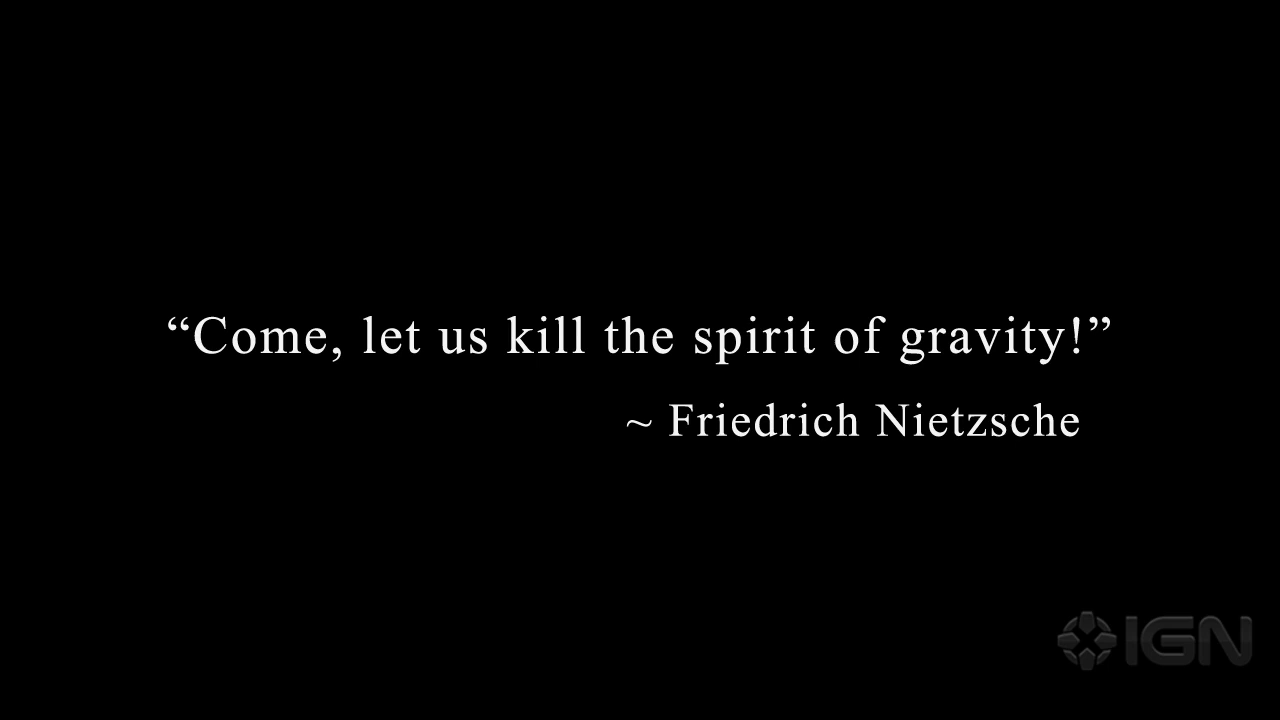 “Come, let us kill the spirit of gravity!”
~ Friedrich Nietzsche
IGN